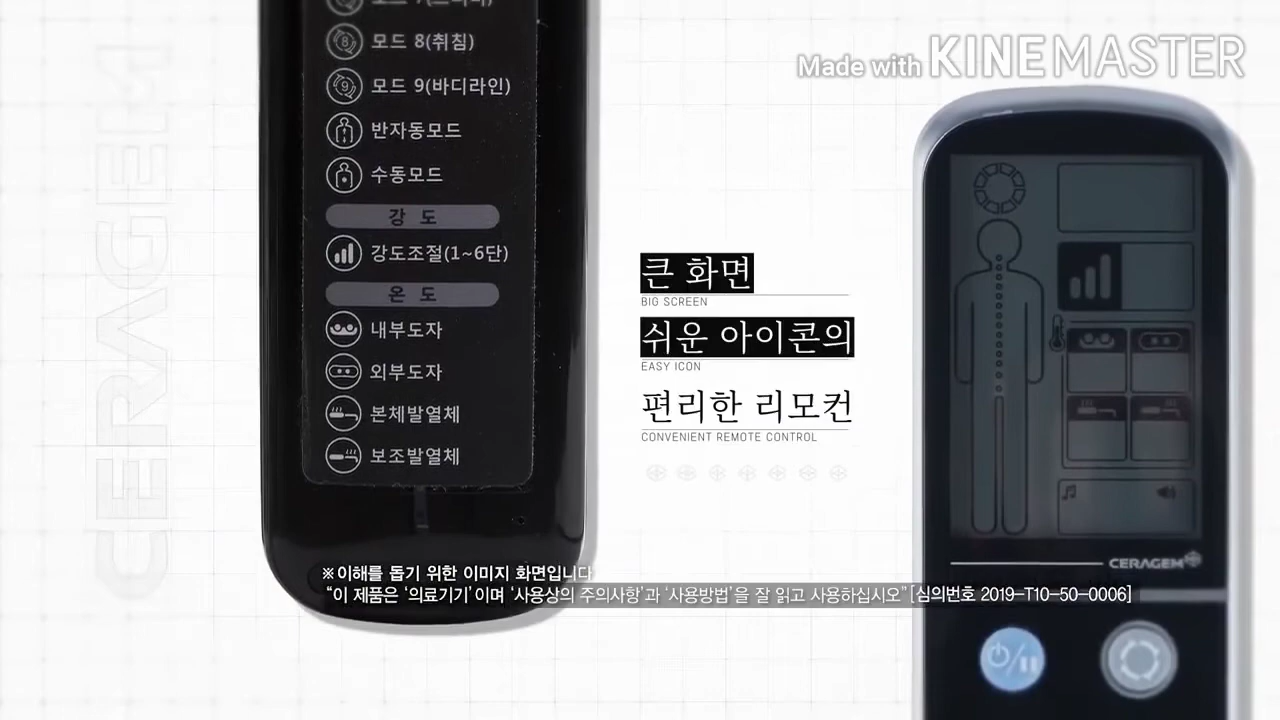 Made with KINEMASTER
CERAGEM
모드 8(취침)
모드 9(바디라인)
반자동모드
수동모드
강 도
강도조절(1~6단)
온 도
내부도자
외부도자
본체발열체
보조발열체
큰 화면
BIG SCREEN
쉬운 아이콘의
EASY ICON
편리한 리모컨
CONVENIENT REMOTE CONTROL
CERAGEM
※이해를 돕기 위한 이미지 화면입니다
“이 제품은 ‘의료기기’이며 ‘사용상의 주의사항’과 ‘사용방법’을 잘 읽고 사용하십시오” [심의번호 2019-T10-50-0006]